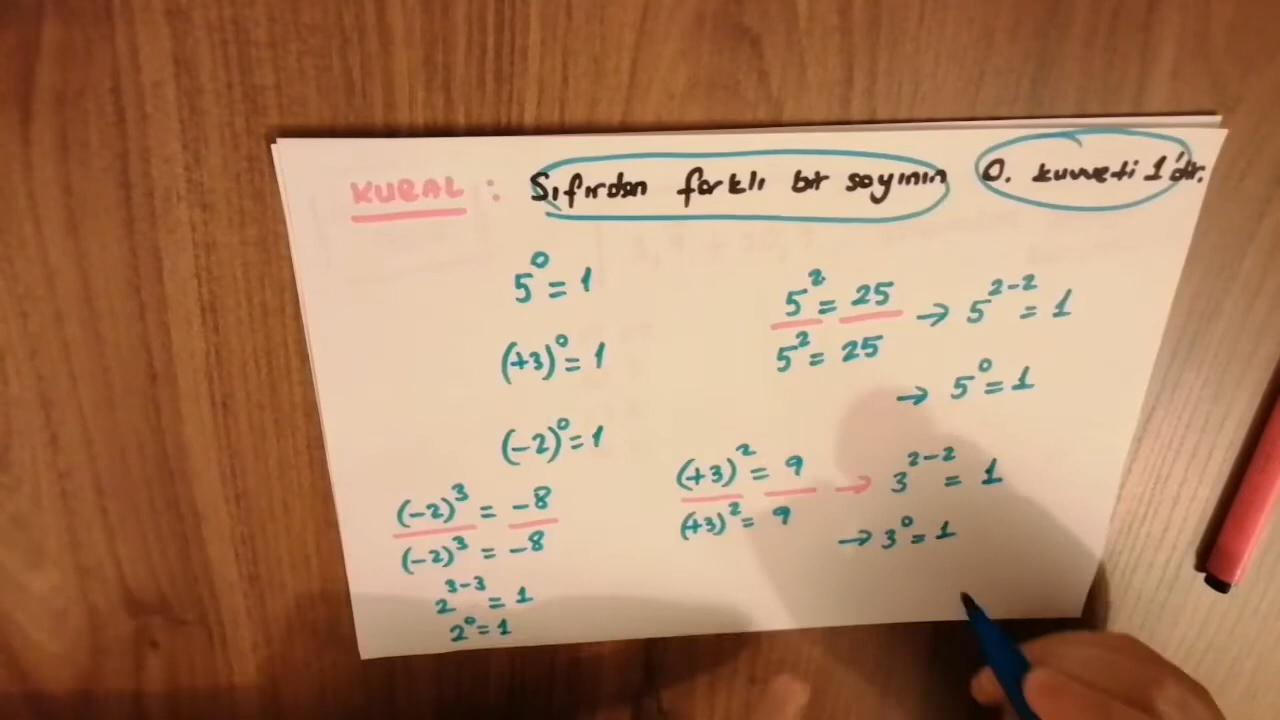 KURAL : Sıfırdan farklı bir sayının 0. kuvveti 1'dir.
5⁰ = 1
(+3)⁰ = 1
(-2)⁰ = 1
(-2)³ = -8
(-2)³ = -8
2³⁻³ = 1
2⁰ = 1
5² = 25 → 5²⁻² = 1
5² = 25
→ 5⁰ = 1
(+3)² = 9 → 3²⁻² = 1
(+3)² = 9
→ 3⁰ = 1